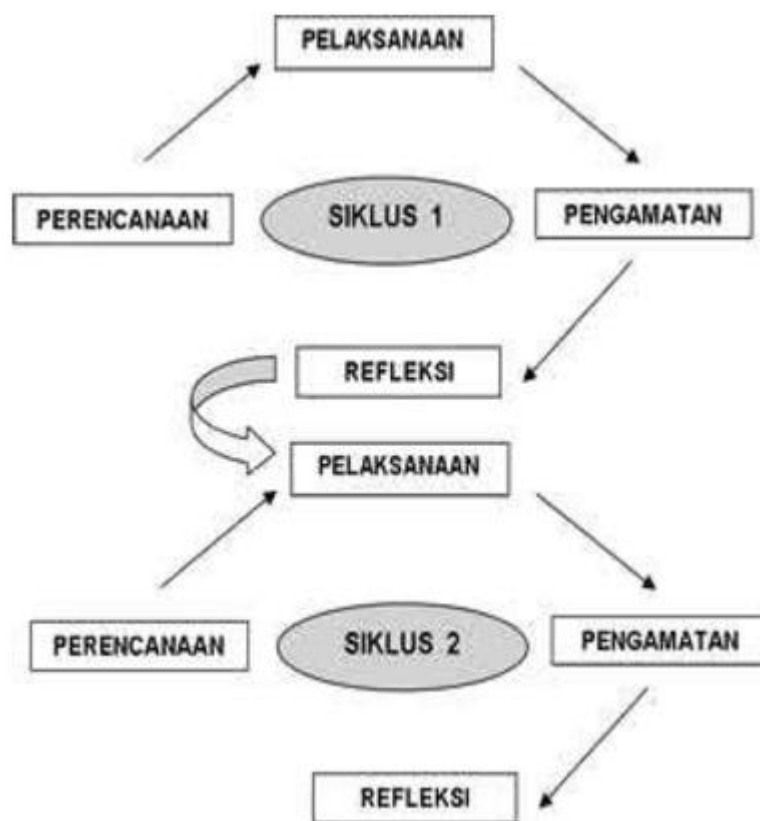 PELAKSANAAN
PERENCANAAN
SIKLUS 1
PENGAMATAN
REFLEKSI
PELAKSANAAN
PERENCANAAN
SIKLUS 2
PENGAMATAN
REFLEKSI